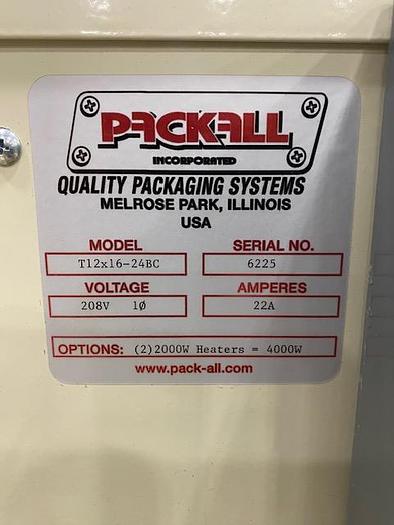 PACKALL
INCORPORATED
QUALITY PACKAGING SYSTEMS
MELROSE PARK, ILLINOIS
USA
MODEL SERIAL NO.
T12x16-24BC 6225
VOLTAGE AMPERES
208V 1Ø 22A
OPTIONS: (2)2000W Heaters = 4000W
www.pack-all.com